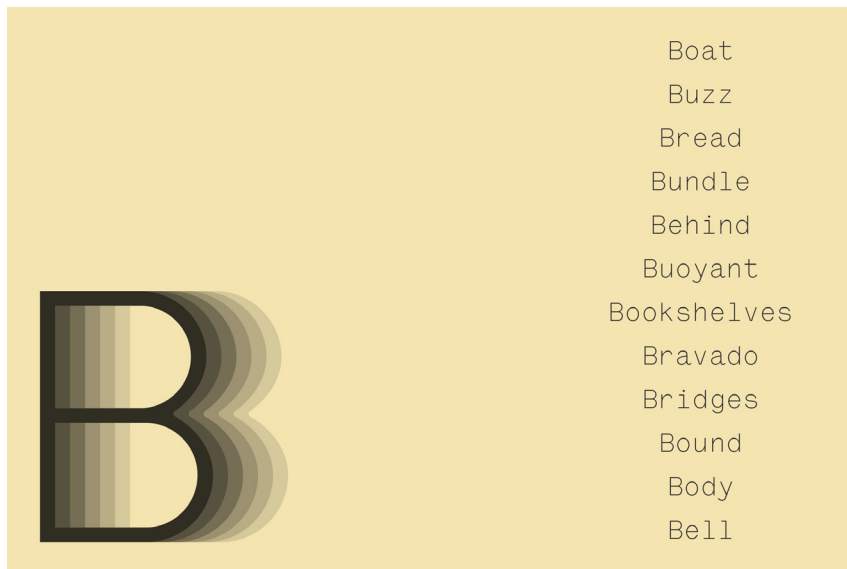 B
Boat
Buzz
Bread
Bundle
Behind
Buoyant
Bookshelves
Bravado
Bridges
Bound
Body
Bell